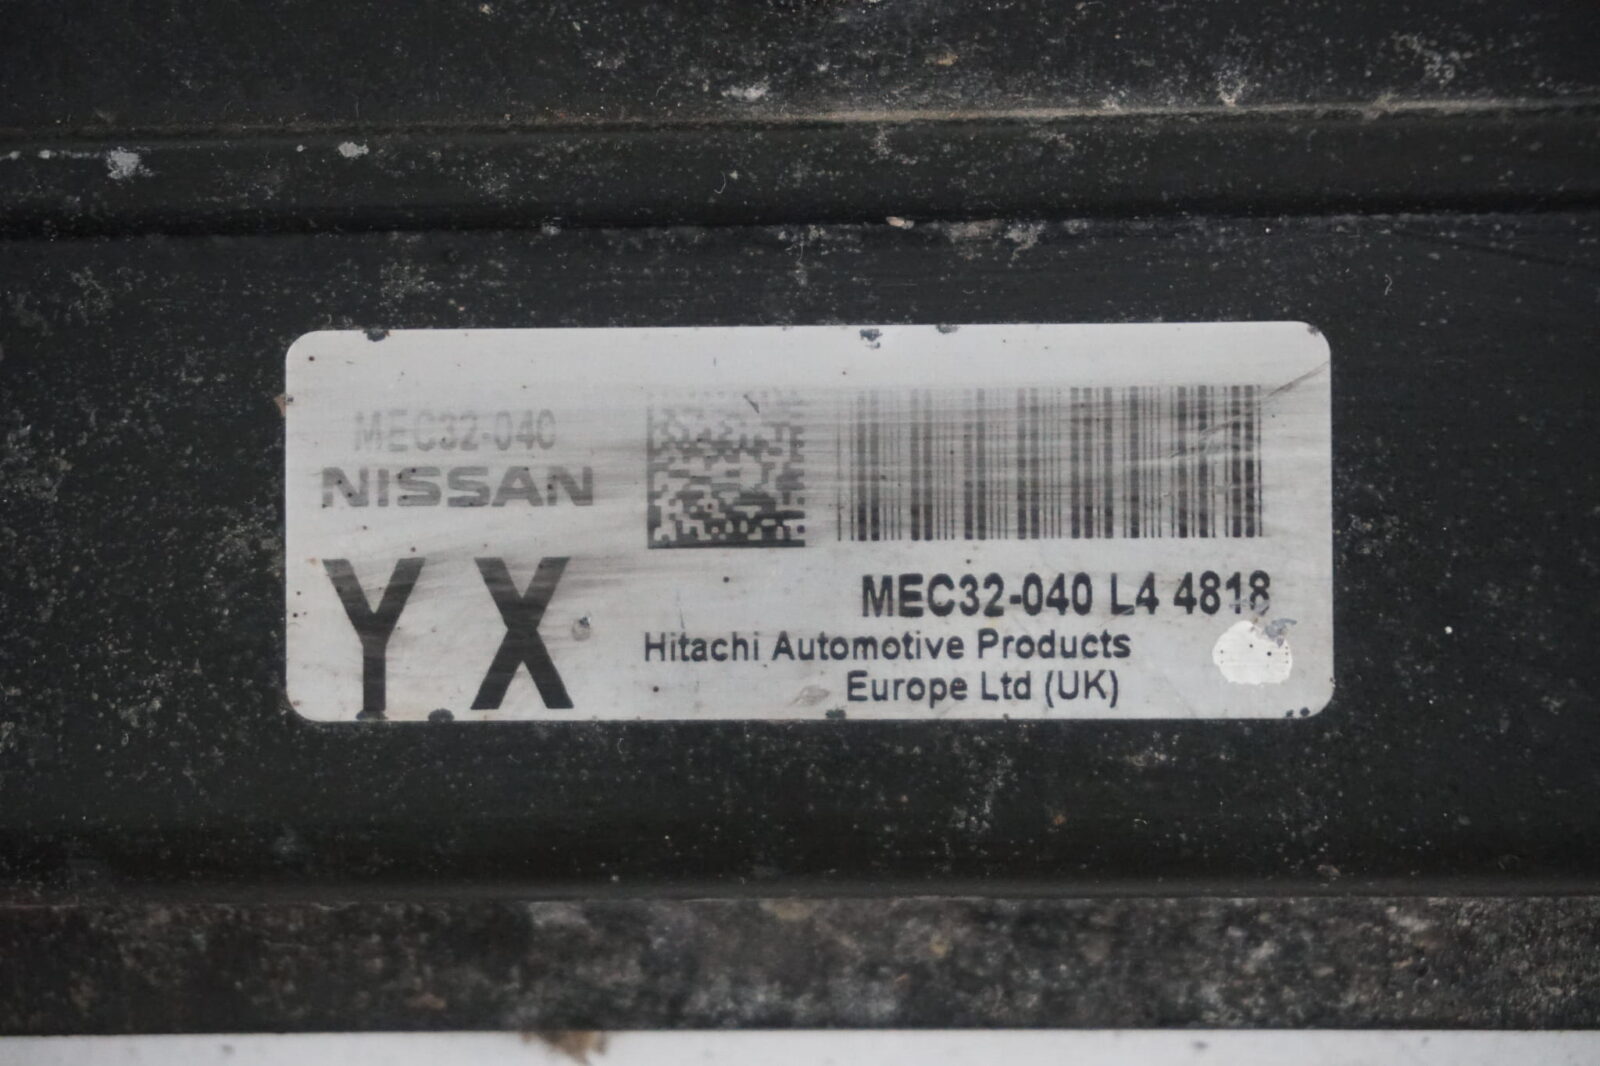 MEC32-040
NISSAN
YX
MEC32-040 L4 4818
Hitachi Automotive Products
Europe Ltd (UK)